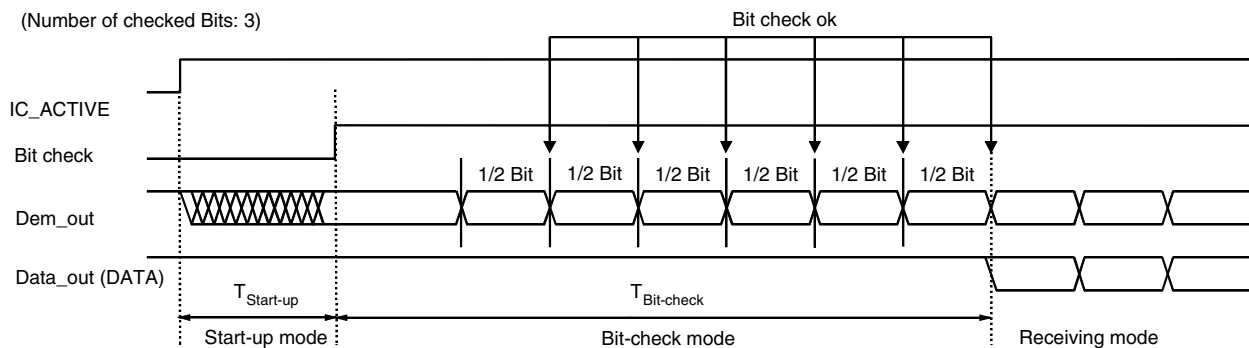 (Number of checked Bits: 3)
Bit check ok
IC_ACTIVE
Bit check
1/2 Bit 1/2 Bit 1/2 Bit 1/2 Bit 1/2 Bit 1/2 Bit
Dem_out
Data_out (DATA)
TStart-up TBit-check
Start-up mode Bit-check mode Receiving mode